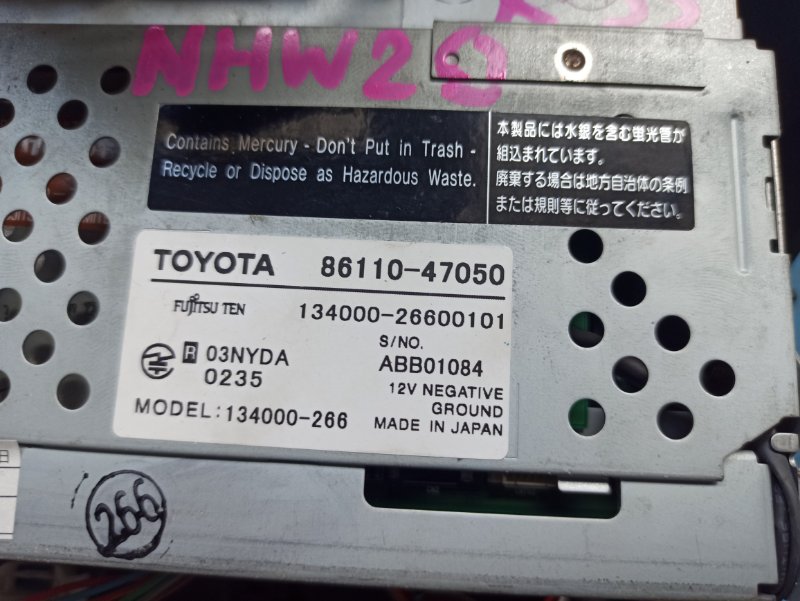 NHW20
Contains Mercury - Don't Put in Trash -
Recycle or Dispose as Hazardous Waste.
本製品には水銀を含む蛍光管が
組込まれています。
廃棄する場合は地方自治体の条例
または規則等に従ってください。
TOYOTA 86110-47050
FUJITSU TEN 134000-26600101
S/NO.
ABB01084
R 03NYDA
0235
12V NEGATIVE
GROUND
MODEL:134000-266
MADE IN JAPAN
266
日